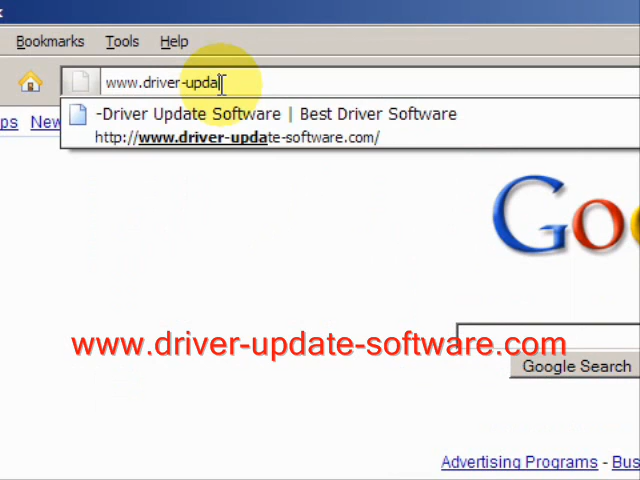 Bookmarks Tools Help
www.driver-upda
-Driver Update Software | Best Driver Software
http://www.driver-update-software.com/
ps New
Goo
www.driver-update-software.com
Google Search
Advertising Programs - Bus